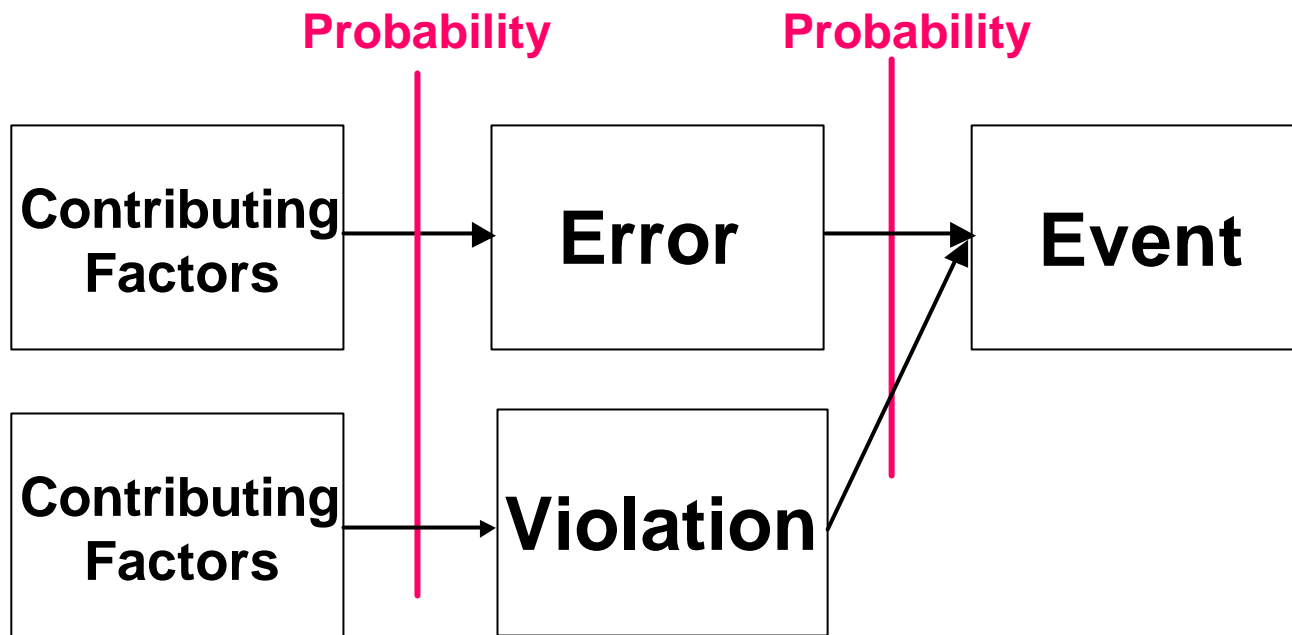 Probability
Probability
Contributing
Factors
Error
Event
Contributing
Factors
Violation